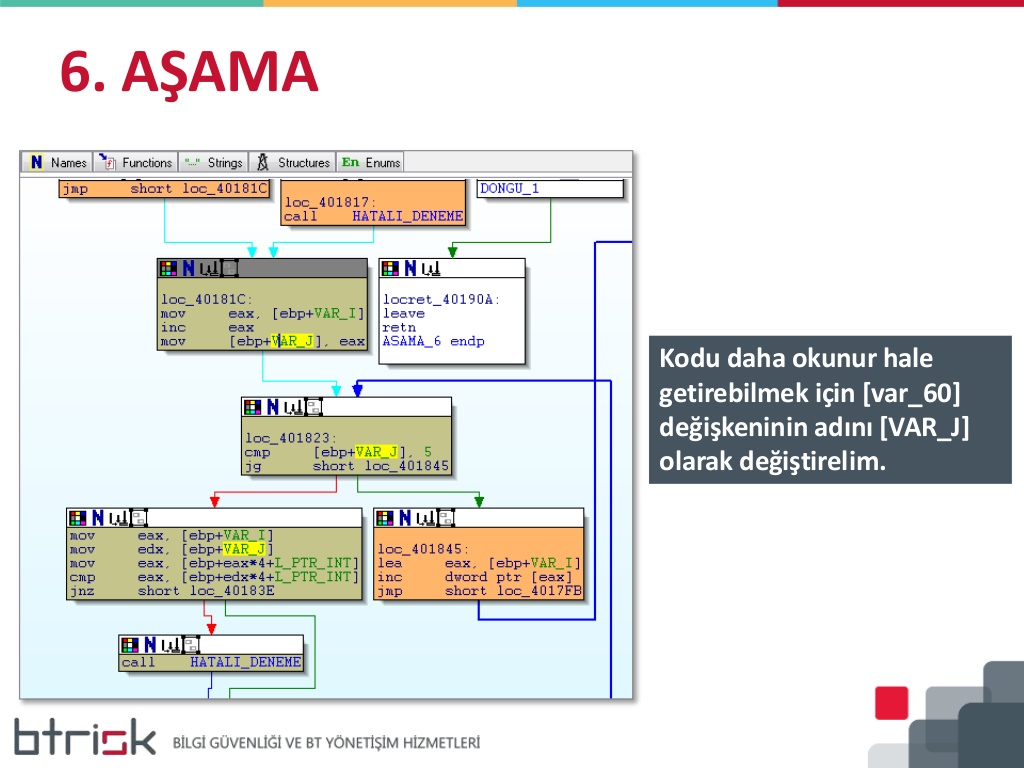 6. AŞAMA
Names Functions "..." Strings Structures En Enums
jmp short loc_40181C
loc_401817:
call HATALI_DENEME
DONGU_1
loc_40181C:
mov eax, [ebp+VAR_I]
inc eax
mov [ebp+VAR_J], eax
locret_40190A:
leave
retn
ASAMA_6 endp
loc_401823:
cmp [ebp+VAR_J], 5
jg short loc_401845
mov eax, [ebp+VAR_I]
mov edx, [ebp+VAR_J]
mov eax, [ebp+eax*4+L_PTR_INT]
cmp eax, [ebp+edx*4+L_PTR_INT]
jnz short loc_40183E
loc_401845:
lea eax, [ebp+VAR_I]
inc dword ptr [eax]
jmp short loc_4017FB
call HATALI_DENEME
Kodu daha okunur hale
getirebilmek için [var_60]
değişkeninin adını [VAR_J]
olarak değiştirelim.
btrisk BİLGİ GÜVENLİĞİ VE BT YÖNETİŞİM HİZMETLERİ